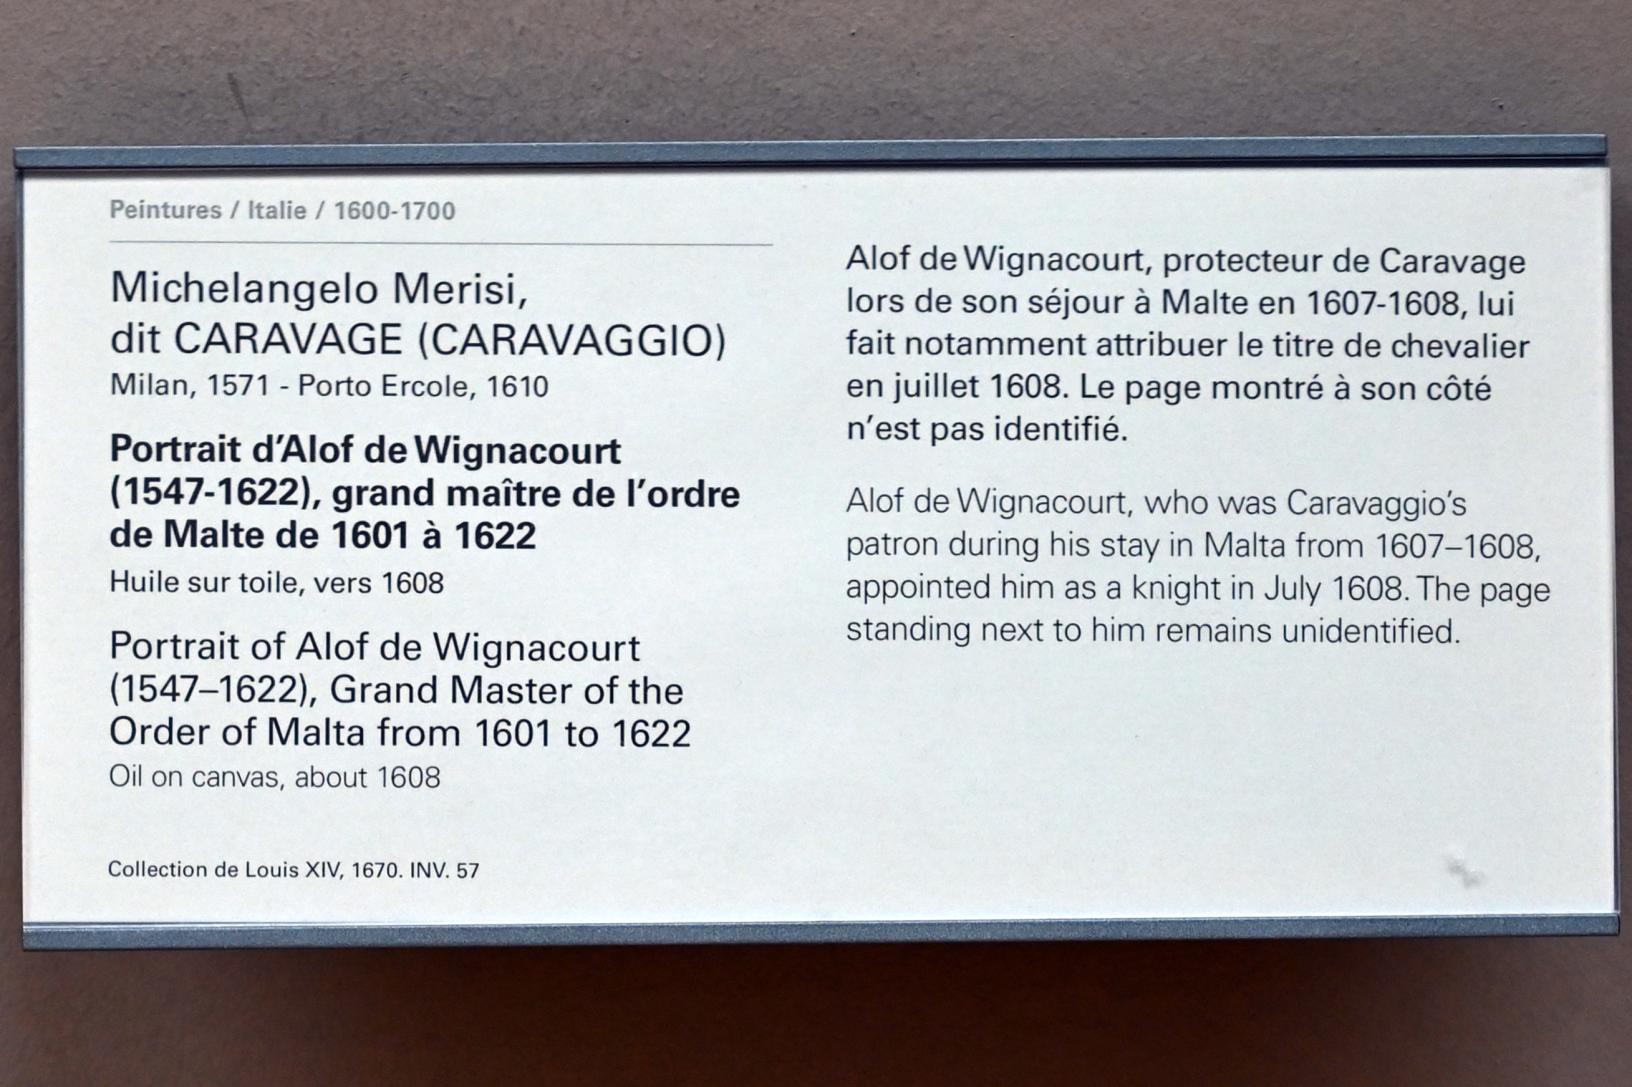 Peintures / Italie / 1600-1700
Michelangelo Merisi,
dit CARAVAGE (CARAVAGGIO)
Milan, 1571 - Porto Ercole, 1610
Portrait d'Alof de Wignacourt
(1547-1622), grand maître de l'ordre
de Malte de 1601 à 1622
Huile sur toile, vers 1608
Portrait of Alof de Wignacourt
(1547–1622), Grand Master of the
Order of Malta from 1601 to 1622
Oil on canvas, about 1608
Collection de Louis XIV, 1670. INV. 57
Alof de Wignacourt, protecteur de Caravage
lors de son séjour à Malte en 1607-1608, lui
fait notamment attribuer le titre de chevalier
en juillet 1608. Le page montré à son côté
n'est pas identifié.
Alof de Wignacourt, who was Caravaggio's
patron during his stay in Malta from 1607–1608,
appointed him as a knight in July 1608. The page
standing next to him remains unidentified.